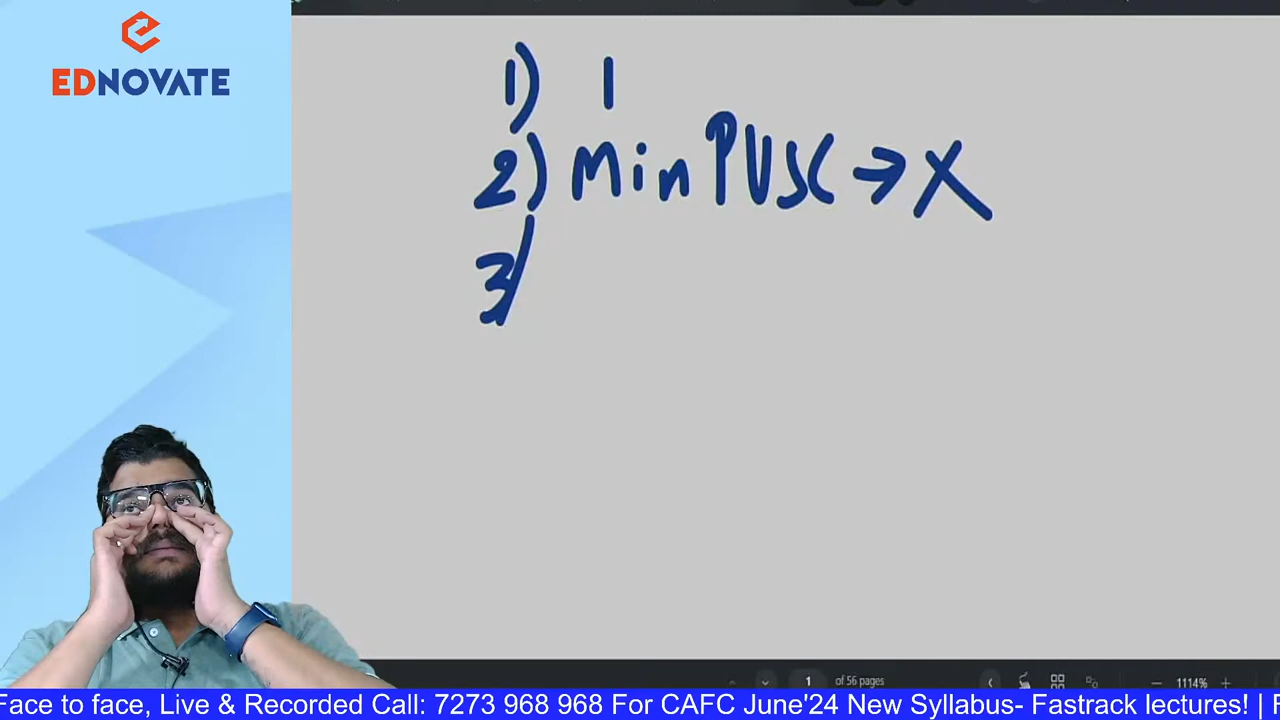 EDNOVATE
1) 1
2) Min PUSC → X
3)
1 of 56 pages
1114%
Face to face, Live & Recorded Call: 7273 968 968 For CAFC June'24 New Syllabus- Fastrack lectures! |